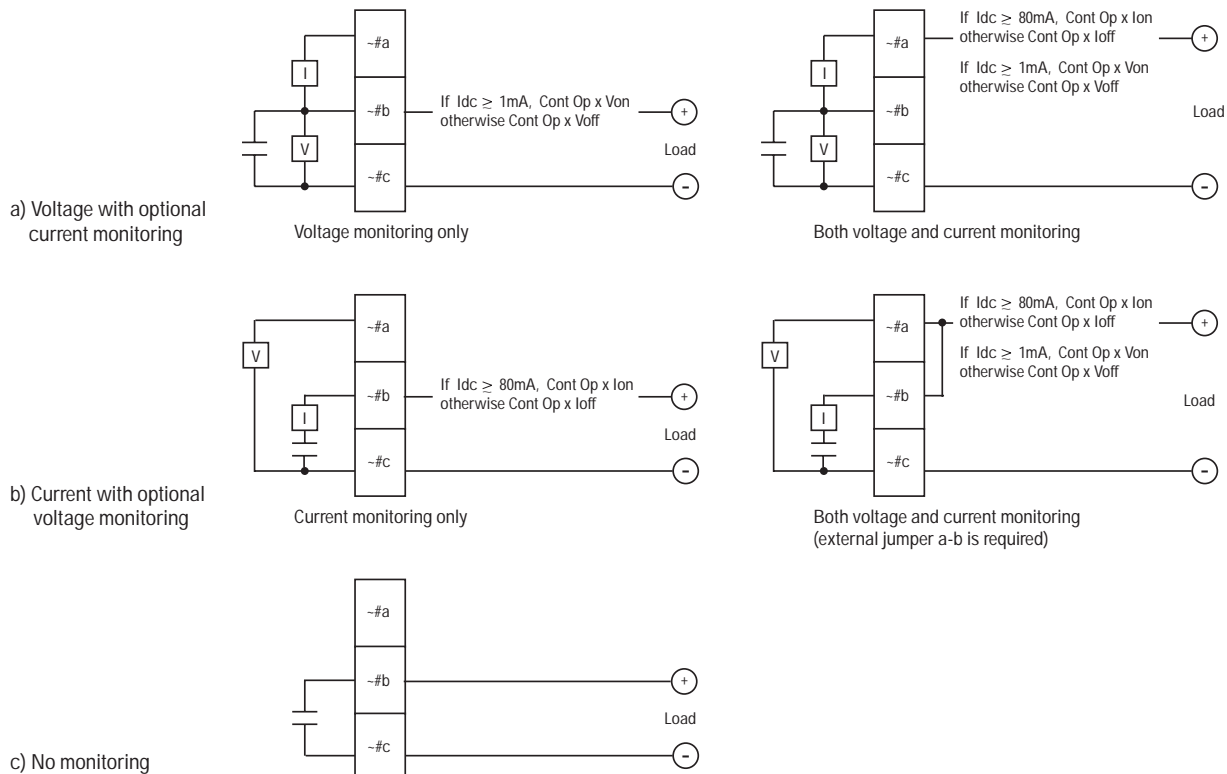 ~#a
I
~#b
V
~#c
If Idc ≥ 1mA, Cont Op x Von
otherwise Cont Op x Voff
+
Load
-
Voltage monitoring only
~#a
I
~#b
V
~#c
If Idc ≥ 80mA, Cont Op x Ion
otherwise Cont Op x Ioff
If Idc ≥ 1mA, Cont Op x Von
otherwise Cont Op x Voff
+
Load
-
Both voltage and current monitoring
a) Voltage with optional
current monitoring
~#a
V
~#b
I
~#c
If Idc ≥ 80mA, Cont Op x Ion
otherwise Cont Op x Ioff
+
Load
-
Current monitoring only
~#a
V
~#b
I
~#c
If Idc ≥ 80mA, Cont Op x Ion
otherwise Cont Op x Ioff
If Idc ≥ 1mA, Cont Op x Von
otherwise Cont Op x Voff
+
Load
-
Both voltage and current monitoring
(external jumper a-b is required)
b) Current with optional
voltage monitoring
~#a
~#b
~#c
+
Load
-
c) No monitoring